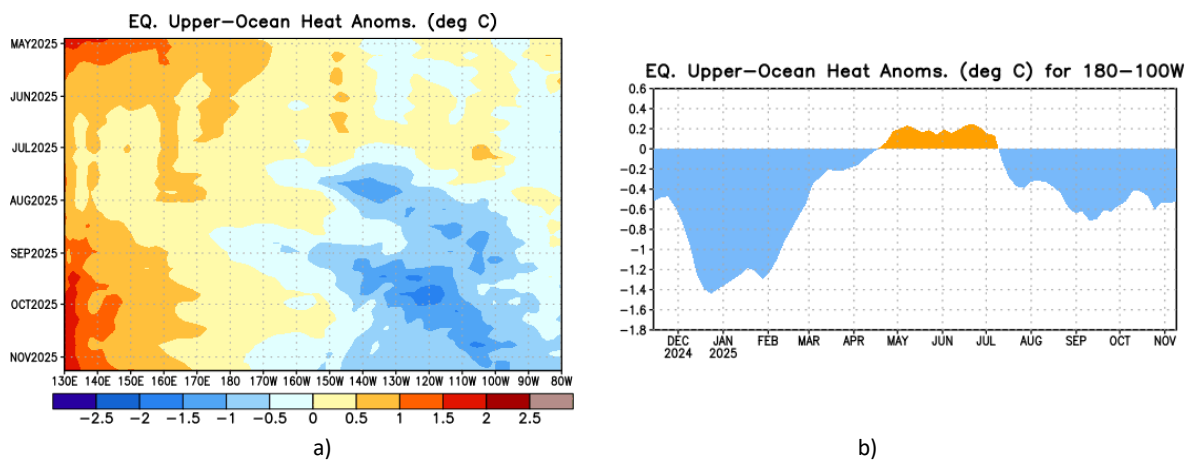 EQ. Upper-Ocean Heat Anoms. (deg C)
MAY2025
JUN2025
JUL2025
AUG2025
SEP2025
OCT2025
NOV2025
130E 140E 150E 160E 170E 180 170W 160W 150W 140W 130W 120W 110W 100W 90W 80W
-2.5 -2 -1.5 -1 -0.5 0 0.5 1 1.5 2 2.5
a)
EQ. Upper-Ocean Heat Anoms. (deg C) for 180-100W
0.6
0.4
0.2
0
-0.2
-0.4
-0.6
-0.8
-1
-1.2
-1.4
-1.6
-1.8
DEC JAN FEB MAR APR MAY JUN JUL AUG SEP OCT NOV
2024 2025
b)